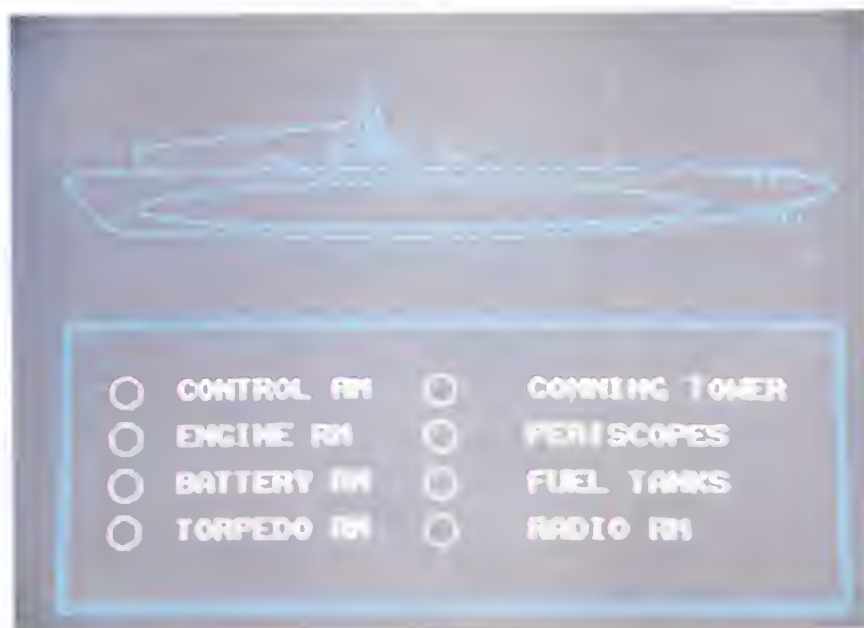 CONTROL RM
CONNING TOWER
ENGINE RM
PERISCOPES
BATTERY RM
FUEL TANKS
TORPEDO RM
RADIO RM